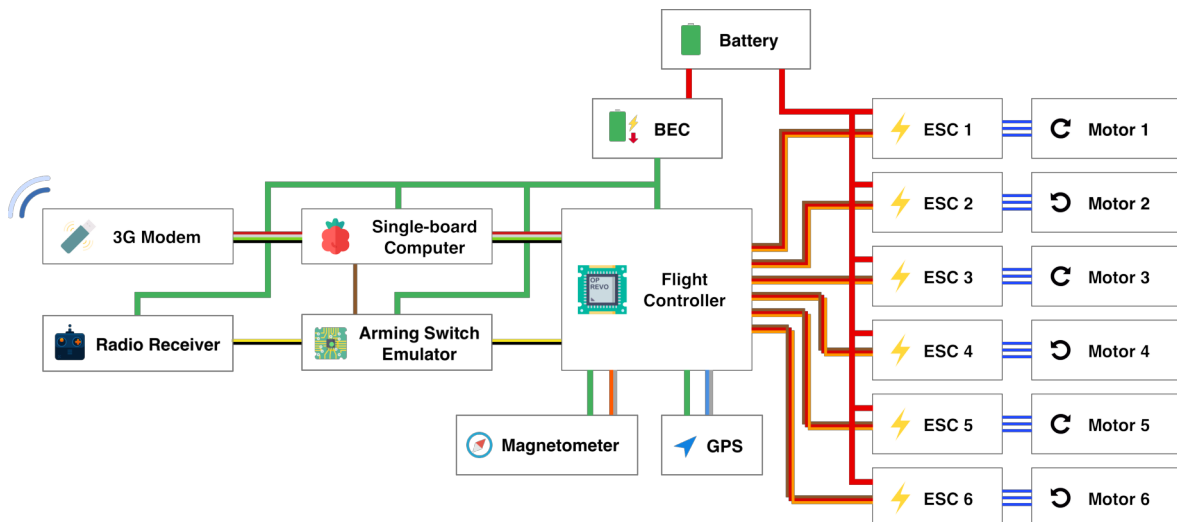 Battery
BEC
ESC 1
Motor 1
ESC 2
Motor 2
3G Modem
Single-board
Computer
ESC 3
Motor 3
OP
REVO
Flight
Controller
Radio Receiver
Arming Switch
Emulator
ESC 4
Motor 4
Magnetometer
GPS
ESC 5
Motor 5
ESC 6
Motor 6